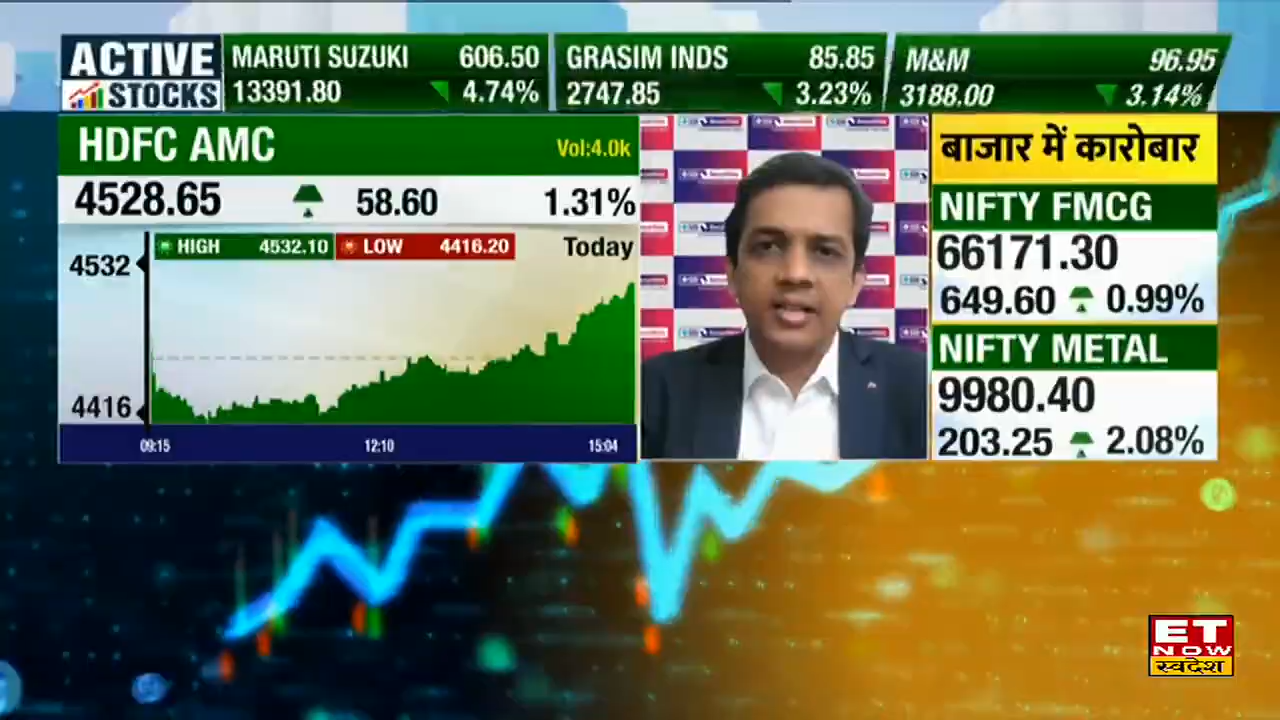 ACTIVE
STOCKS
MARUTI SUZUKI 606.50
13391.80 4.74%
GRASIM INDS 85.85
2747.85 3.23%
M&M 96.95
3188.00 3.14%
HDFC AMC Vol:4.0k
4528.65 58.60 1.31%
HIGH 4532.10 LOW 4416.20 Today
4532
4416
09:15 12:10 15:04
बाजार में कारोबार
NIFTY FMCG
66171.30
649.60 0.99%
NIFTY METAL
9980.40
203.25 2.08%
ET
NOW
स्वदेश